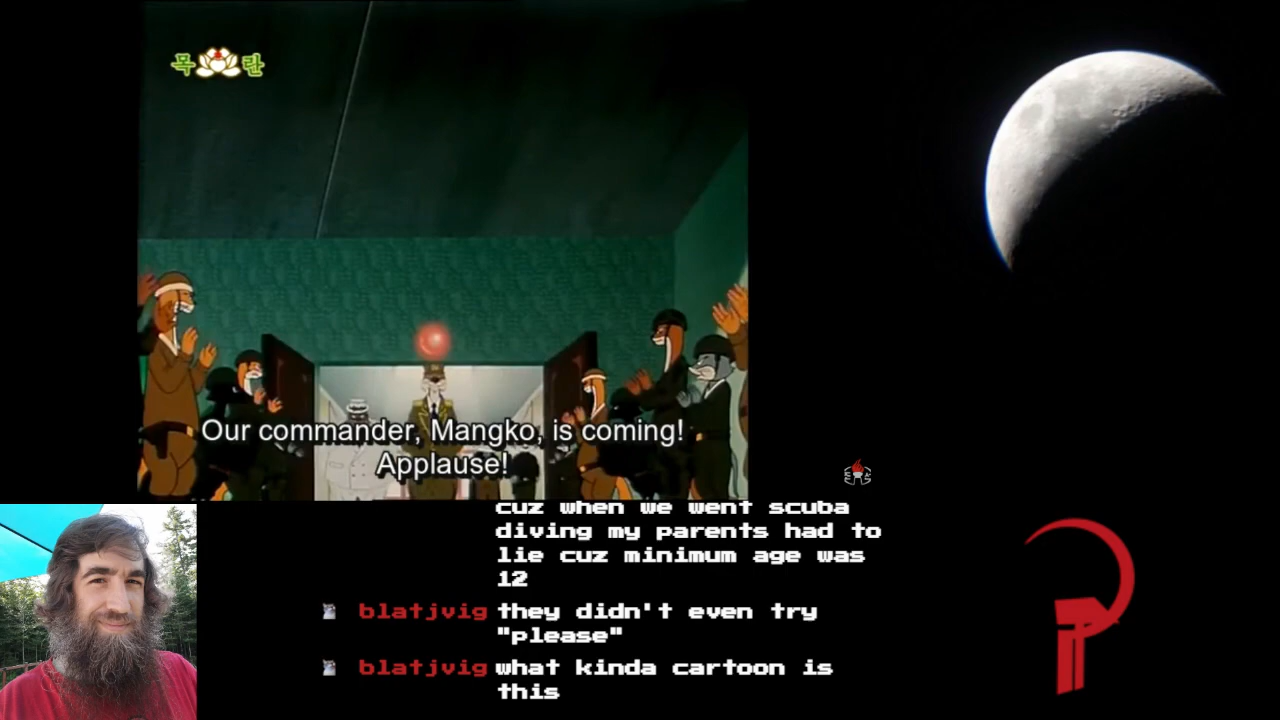 목란
Our commander, Mangko, is coming!
Applause!
cuz when we went scuba
diving my parents had to
lie cuz minimum age was
12
blatjvig they didn't even try
"please"
blatjvig what kinda cartoon is
this